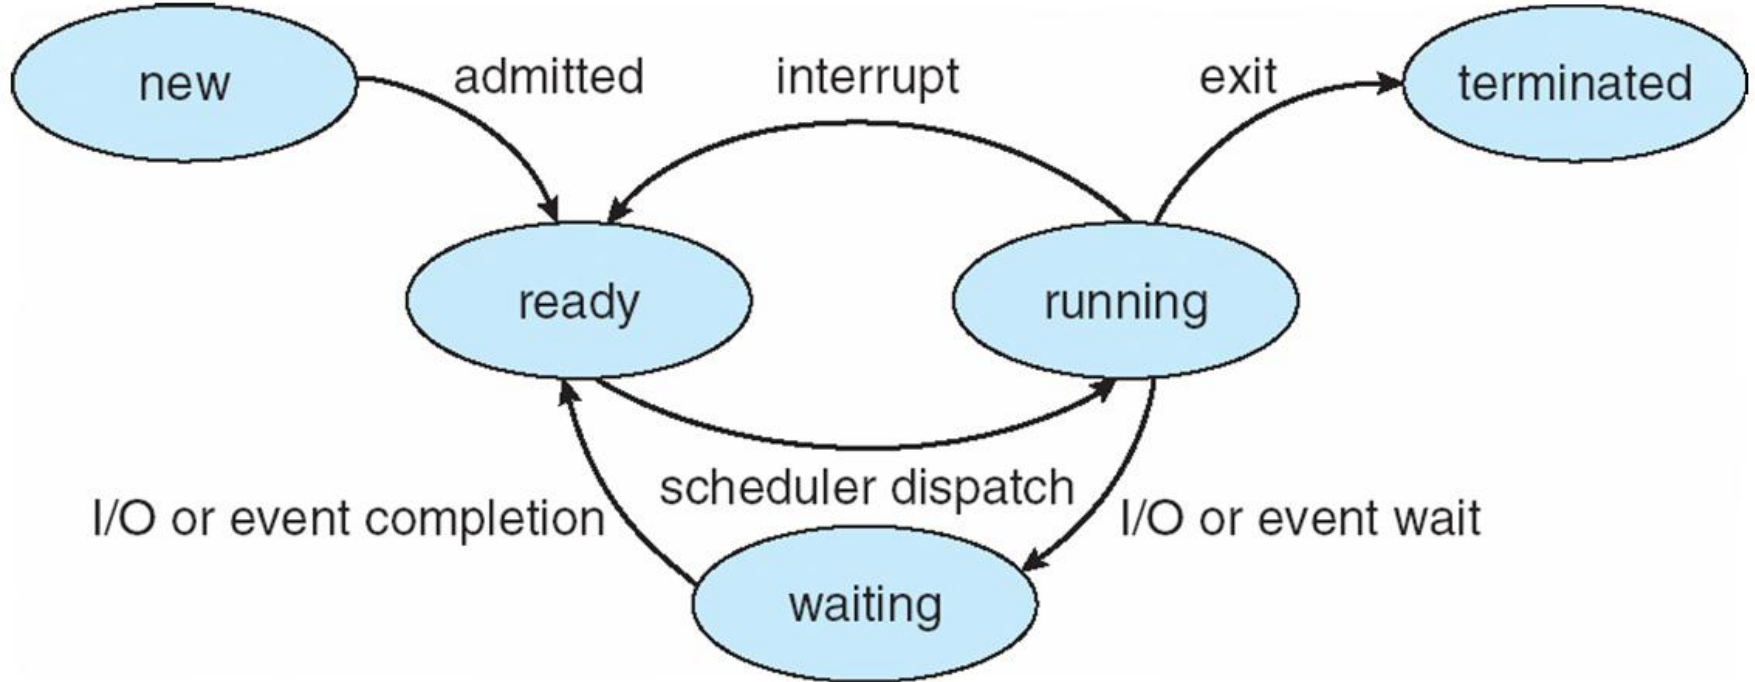 new
admitted
interrupt
exit
terminated
ready
running
scheduler dispatch
I/O or event completion
I/O or event wait
waiting